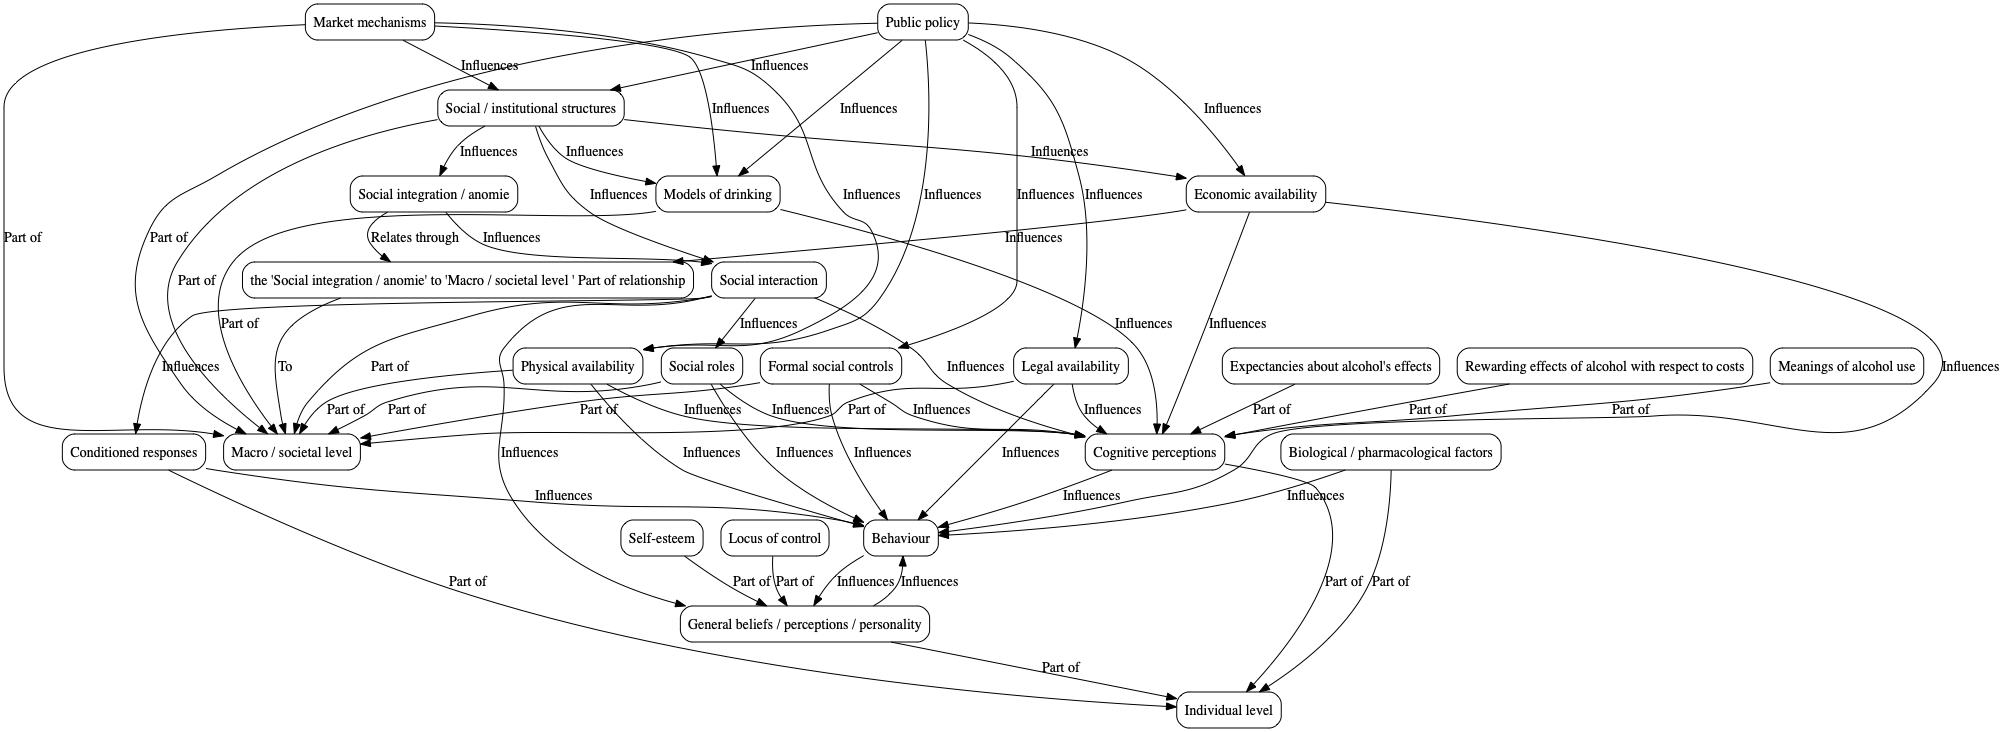 Market mechanisms
Public policy
Influences
Influences
Social / institutional structures
Influences
Influences
Influences
Influences
Influences
Influences
Social integration / anomie
Influences
Models of drinking
Influences
Influences
Influences
Influences
Economic availability
Part of
Part of
Relates through
Influences
Influences
Part of
the 'Social integration / anomie' to 'Macro / societal level ' Part of relationship
Social interaction
Part of
Influences
Influences
Influences
Influences
To
Part of
Physical availability
Social roles
Formal social controls
Influences
Legal availability
Expectancies about alcohol's effects
Rewarding effects of alcohol with respect to costs
Meanings of alcohol use
Influences
Part of
Part of
Part of
Influences
Influences
Part of
Influences
Influences
Part of
Part of
Part of
Conditioned responses
Macro / societal level
Influences
Influences
Influences
Influences
Influences
Cognitive perceptions
Biological / pharmacological factors
Influences
Influences
Influences
Self-esteem
Locus of control
Behaviour
Part of
Part of
Part of
Influences
Influences
Part of
Part of
General beliefs / perceptions / personality
Part of
Individual level